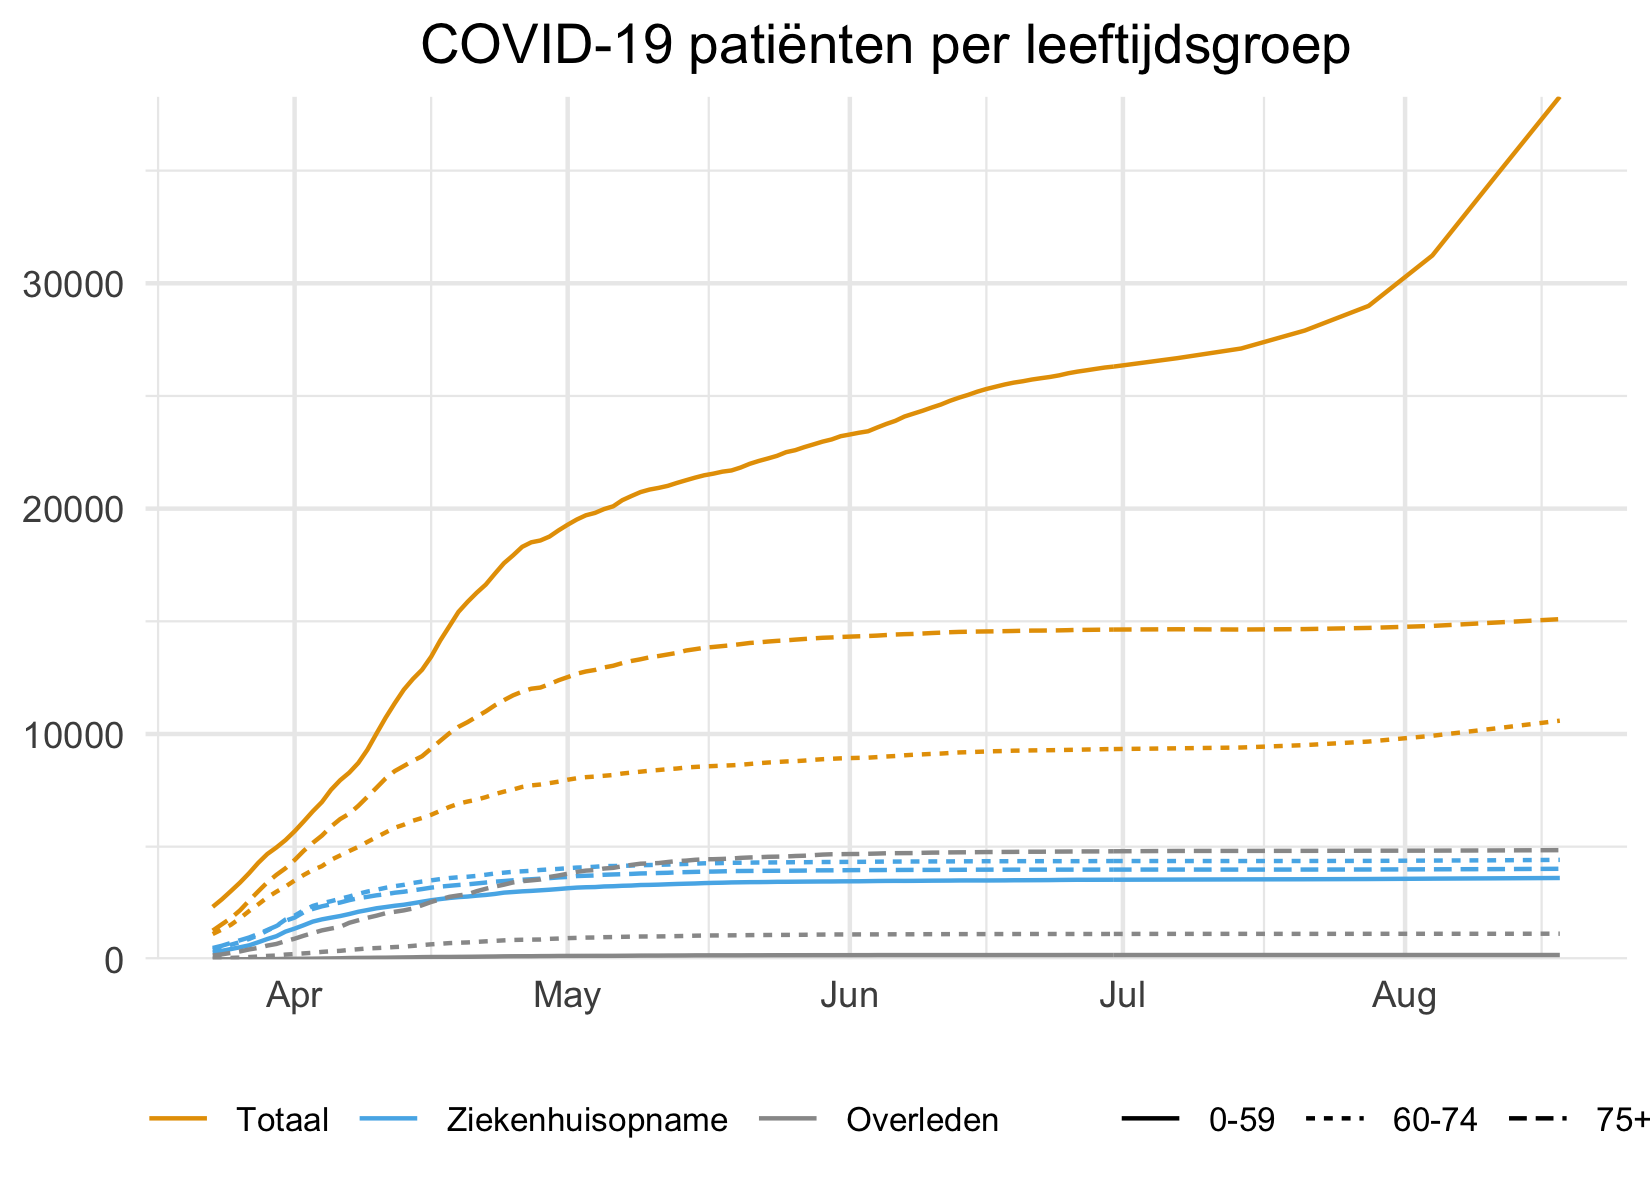 COVID-19 patiënten per leeftijdsgroep
30000
20000
10000
0
Apr May Jun Jul Aug
Totaal Ziekenhuisopname Overleden 0-59 60-74 75+